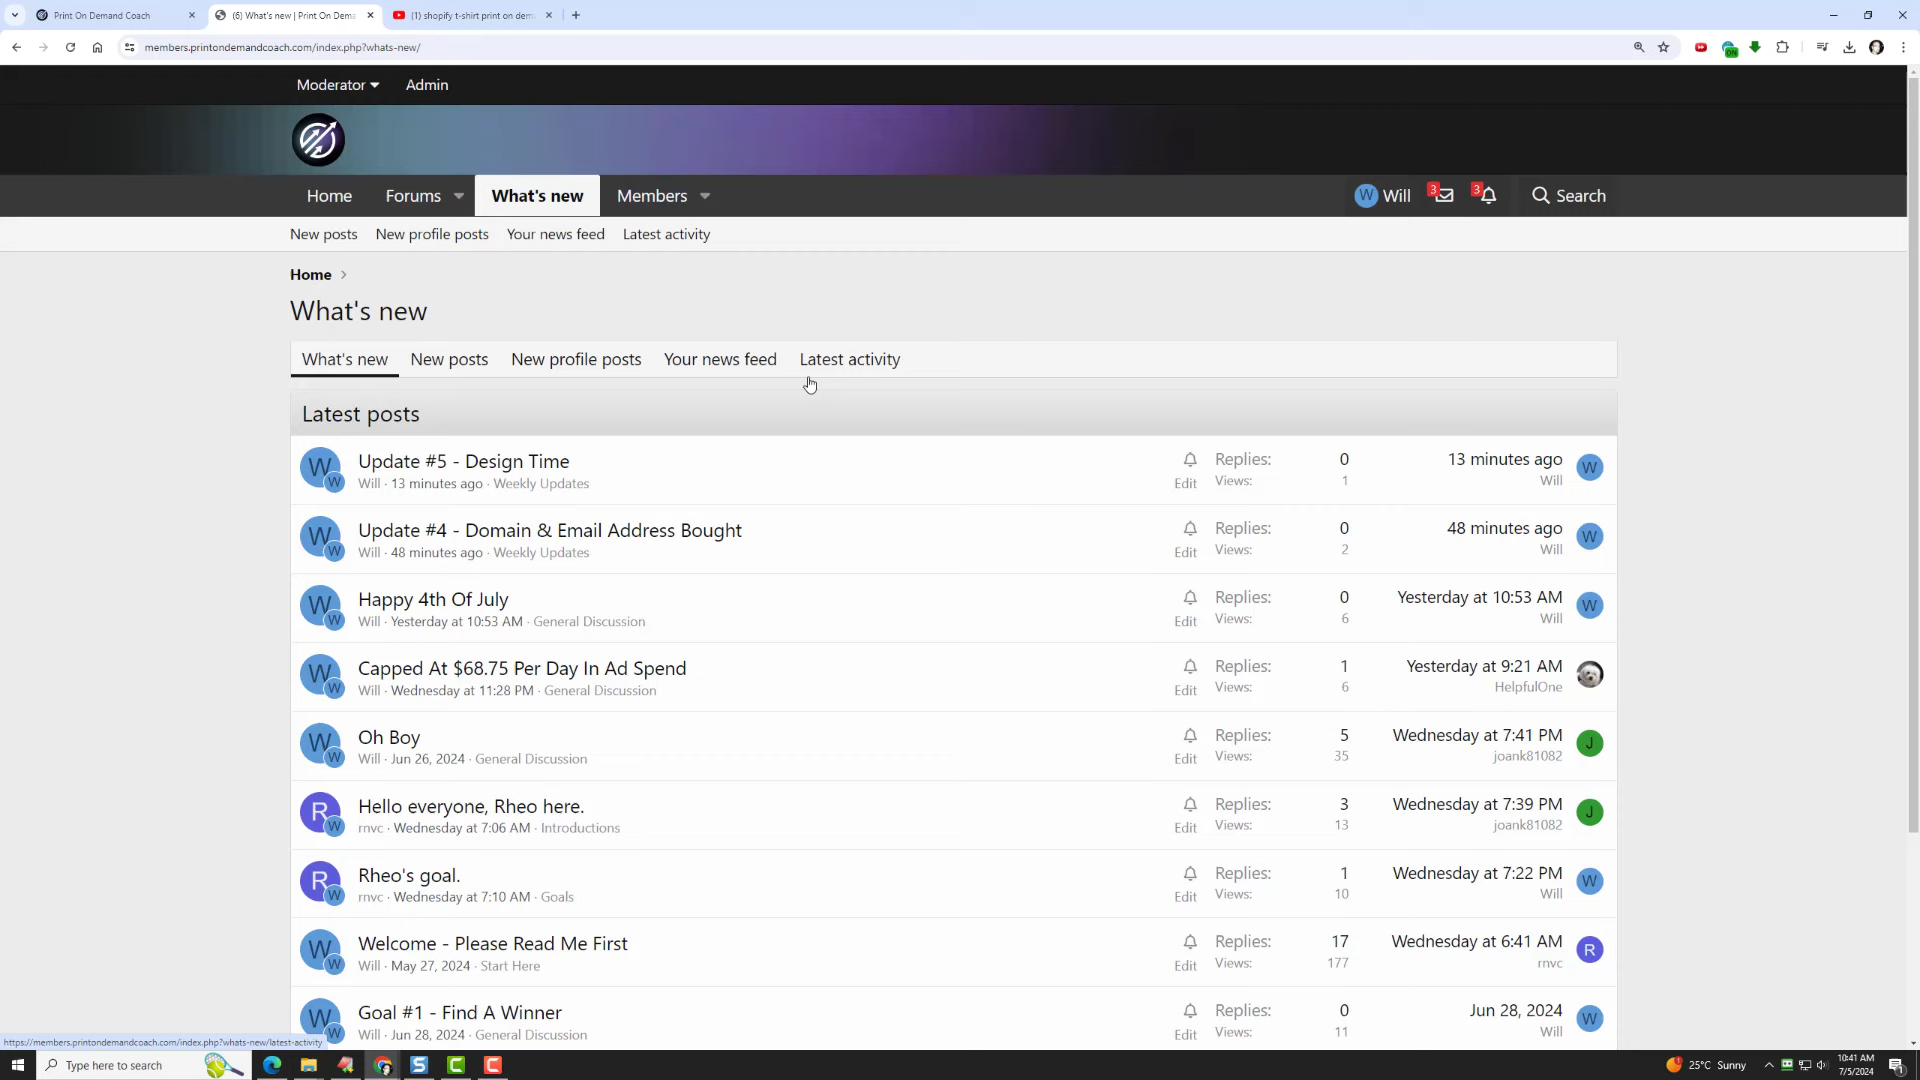 Print On Demand Coach
(6) What's new | Print On Dema
(1) shopify t-shirt print on dem
members.printondemandcoach.com/index.php?whats-new/
ON
Moderator Admin
Home Forums What's new Members W Will 3 3 Search
New posts New profile posts Your news feed Latest activity
Home
What's new
What's new New posts New profile posts Your news feed Latest activity
Latest posts
W W Update #5 - Design Time Replies: 0 13 minutes ago W
Will · 13 minutes ago · Weekly Updates Edit Views: 1 Will
W W Update #4 - Domain & Email Address Bought Replies: 0 48 minutes ago W
Will · 48 minutes ago · Weekly Updates Edit Views: 2 Will
W W Happy 4th Of July Replies: 0 Yesterday at 10:53 AM W
Will · Yesterday at 10:53 AM · General Discussion Edit Views: 6 Will
W W Capped At $68.75 Per Day In Ad Spend Replies: 1 Yesterday at 9:21 AM
Will · Wednesday at 11:28 PM · General Discussion Edit Views: 6 HelpfulOne
W W Oh Boy Replies: 5 Wednesday at 7:41 PM J
Will · Jun 26, 2024 · General Discussion Edit Views: 35 joank81082
R W Hello everyone, Rheo here. Replies: 3 Wednesday at 7:39 PM J
rnvc · Wednesday at 7:06 AM · Introductions Edit Views: 13 joank81082
R W Rheo's goal. Replies: 1 Wednesday at 7:22 PM W
rnvc · Wednesday at 7:10 AM · Goals Edit Views: 10 Will
W W Welcome - Please Read Me First Replies: 17 Wednesday at 6:41 AM R
Will · May 27, 2024 · Start Here Edit Views: 177 rnvc
W W Goal #1 - Find A Winner Replies: 0 Jun 28, 2024 W
Will · Jun 28, 2024 · General Discussion Edit Views: 11 Will
https://members.printondemandcoach.com/index.php?whats-new/latest-activity
Type here to search S C C 25°C Sunny 10:41 AM
7/5/2024